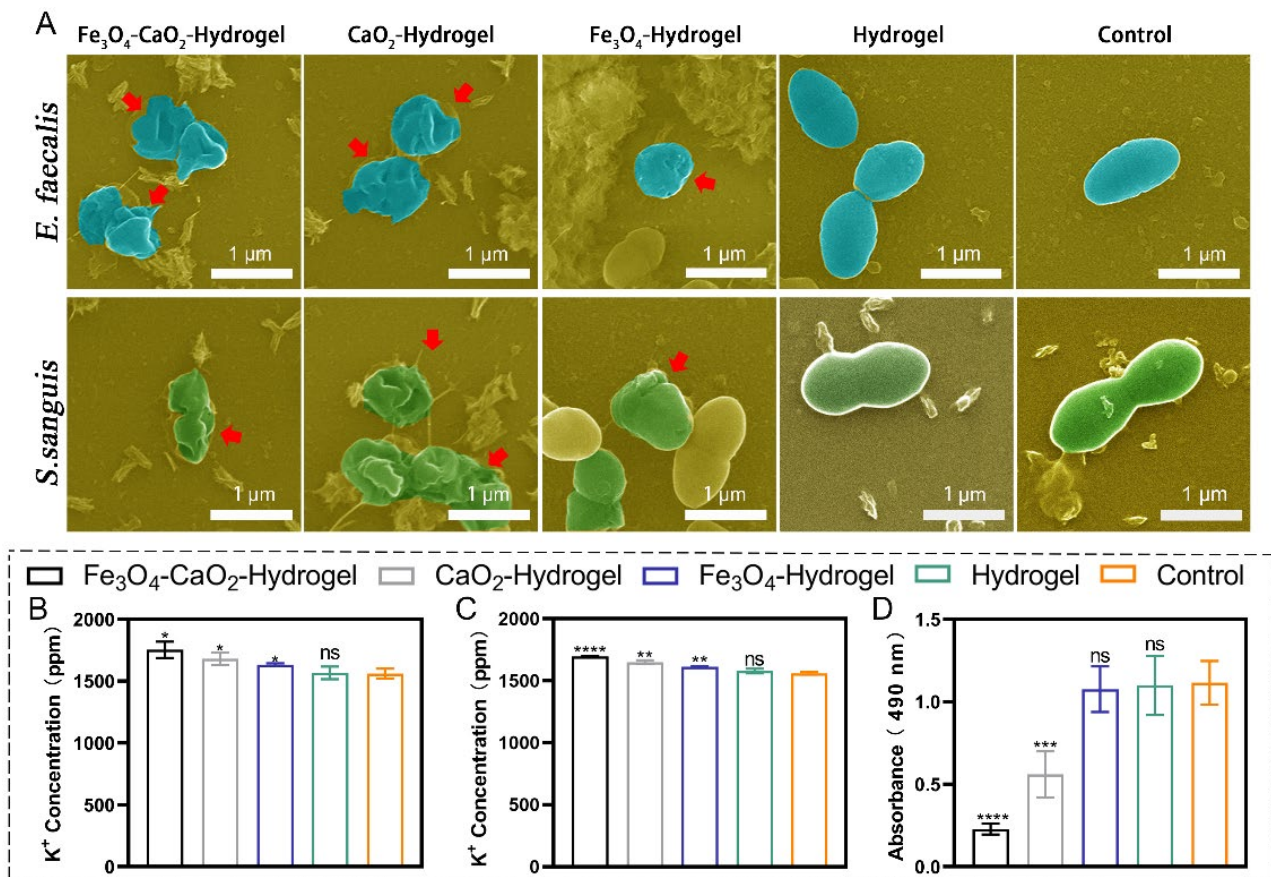 A
Fe₃O₄-CaO₂-Hydrogel CaO₂-Hydrogel Fe₃O₄-Hydrogel Hydrogel Control
E. faecalis
1 μm 1 μm 1 μm 1 μm 1 μm
S.sanguis
1 μm 1 μm 1 μm 1 μm 1 μm
Fe₃O₄-CaO₂-Hydrogel CaO₂-Hydrogel Fe₃O₄-Hydrogel Hydrogel Control
B
K⁺ Concentration (ppm)
2000
1500
1000
500
0
* * * ns
C
K⁺ Concentration (ppm)
2000
1500
1000
500
0
**** ** ** ns
D
Absorbance ( 490 nm)
1.5
1.0
0.5
0.0
**** *** ns ns